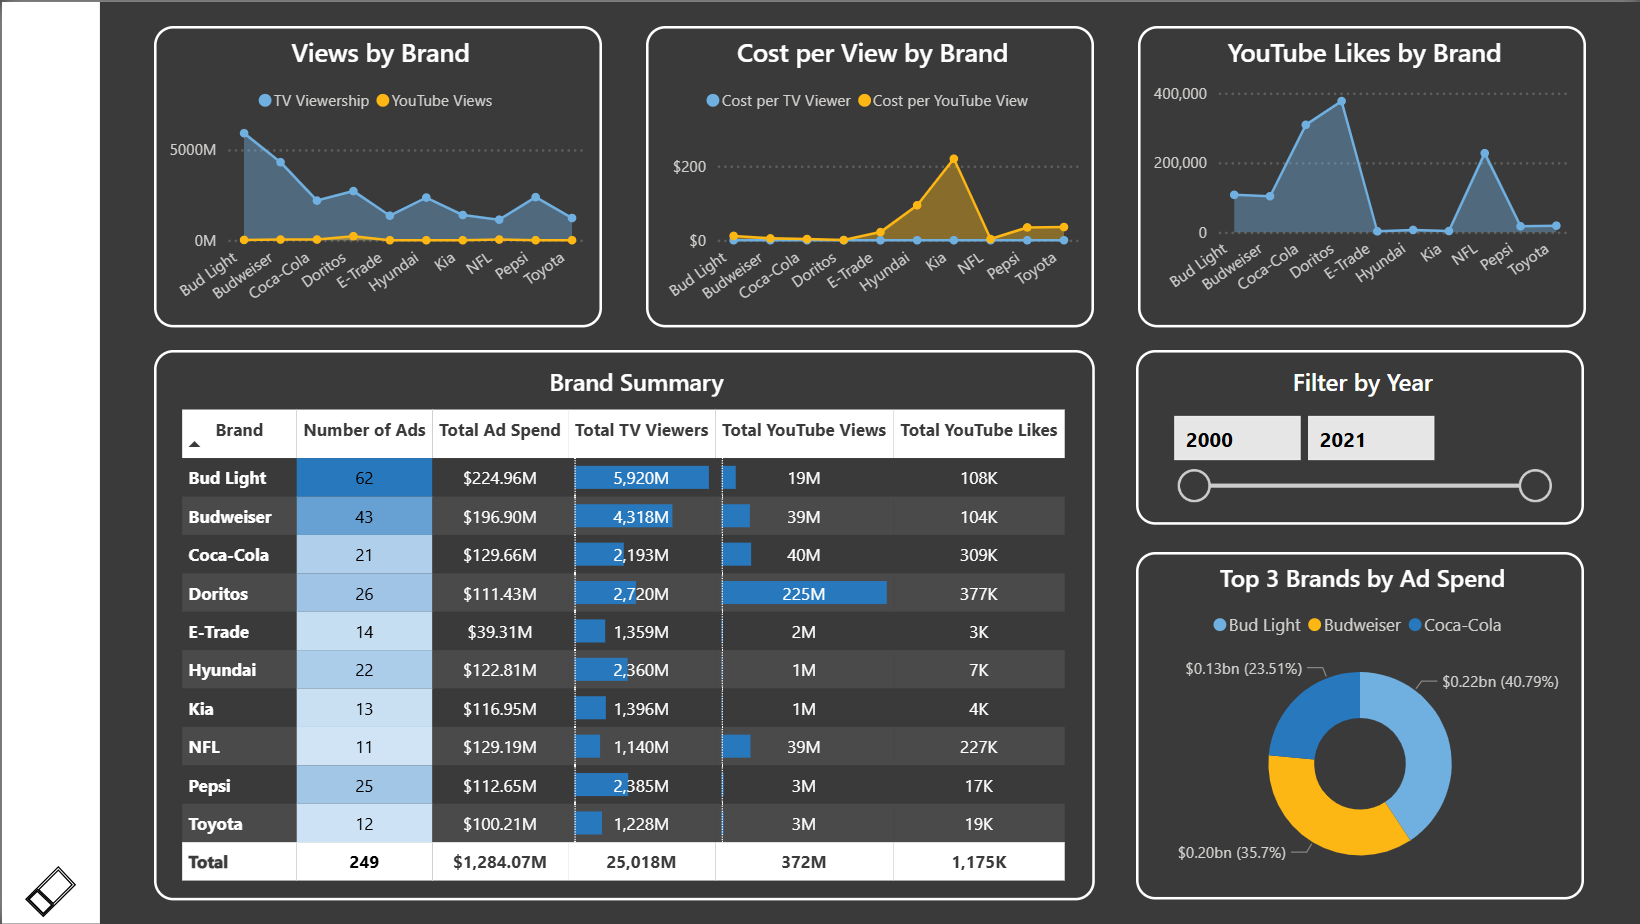 Views by Brand
TV Viewership YouTube Views
5000M
0M
Bud Light Budweiser Coca-Cola Doritos E-Trade Hyundai Kia NFL Pepsi Toyota
Cost per View by Brand
Cost per TV Viewer Cost per YouTube View
$200
$0
Bud Light Budweiser Coca-Cola Doritos E-Trade Hyundai Kia NFL Pepsi Toyota
YouTube Likes by Brand
400,000
200,000
0
Bud Light Budweiser Coca-Cola Doritos E-Trade Hyundai Kia NFL Pepsi Toyota
Brand Summary
Brand Number of Ads Total Ad Spend Total TV Viewers Total YouTube Views Total YouTube Likes
Bud Light 62 $224.96M 5,920M 19M 108K
Budweiser 43 $196.90M 4,318M 39M 104K
Coca-Cola 21 $129.66M 2,193M 40M 309K
Doritos 26 $111.43M 2,720M 225M 377K
E-Trade 14 $39.31M 1,359M 2M 3K
Hyundai 22 $122.81M 2,360M 1M 7K
Kia 13 $116.95M 1,396M 1M 4K
NFL 11 $129.19M 1,140M 39M 227K
Pepsi 25 $112.65M 2,385M 3M 17K
Toyota 12 $100.21M 1,228M 3M 19K
Total 249 $1,284.07M 25,018M 372M 1,175K
Filter by Year
2000 2021
Top 3 Brands by Ad Spend
Bud Light Budweiser Coca-Cola
$0.13bn (23.51%)
$0.22bn (40.79%)
$0.20bn (35.7%)